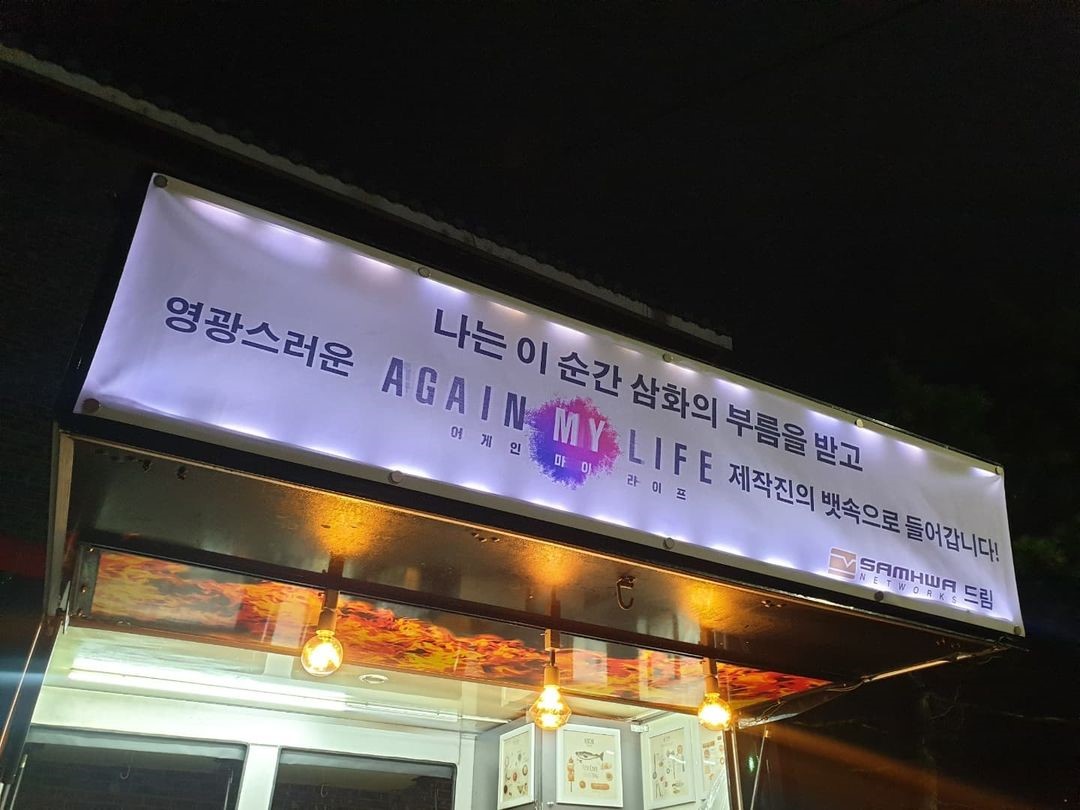 나는 이 순간 삼화의 부름을 받고
영광스러운 AGAIN MY LIFE 제작진의 뱃속으로 들어갑니다!
어게인 마이 라이프
SAMHWA NETWORKS 드림